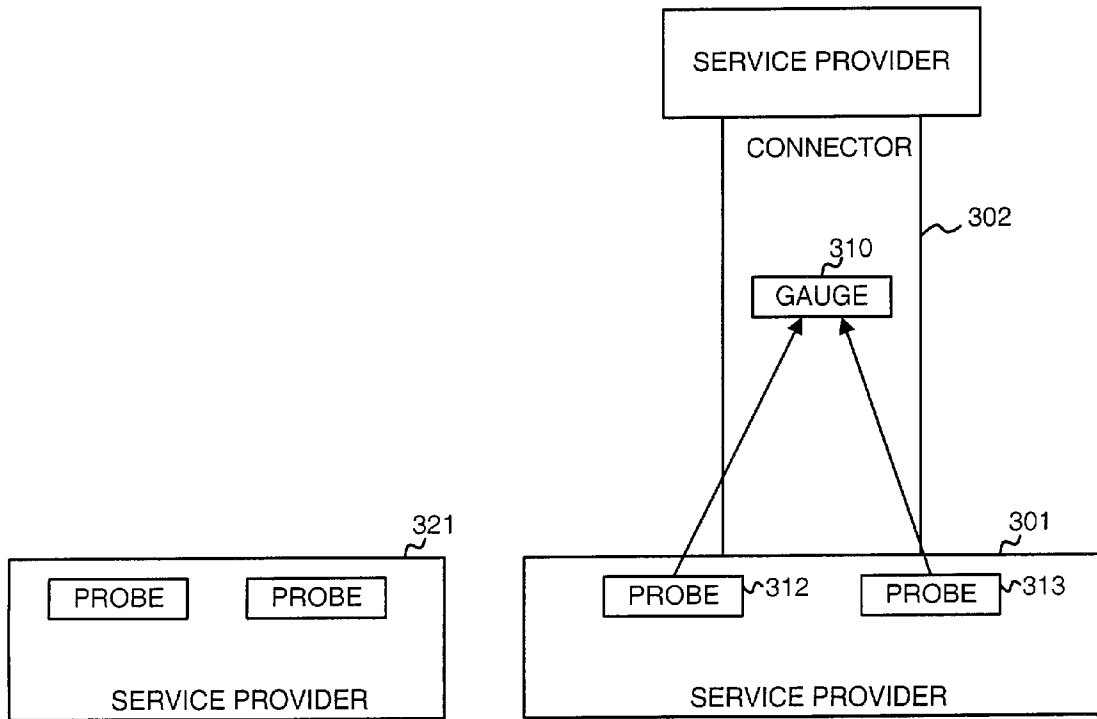 SERVICE PROVIDER
CONNECTOR
302
310
GAUGE
321
301
PROBE PROBE
PROBE 312 PROBE 313
SERVICE PROVIDER
SERVICE PROVIDER